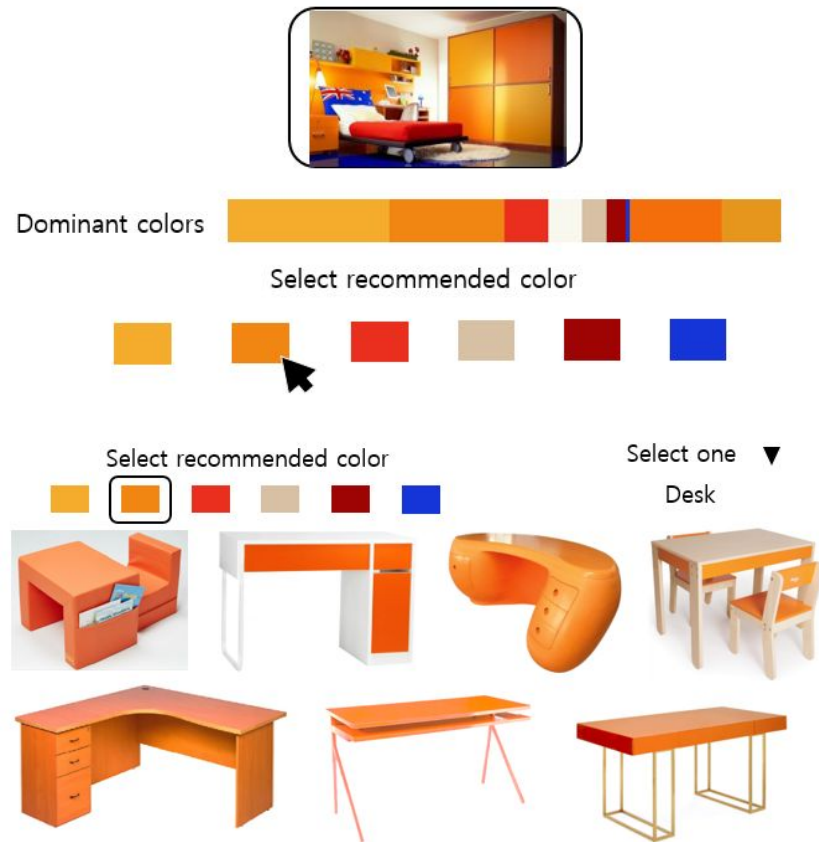 Dominant colors
Select recommended color
Select recommended color
Select one ▼
Desk